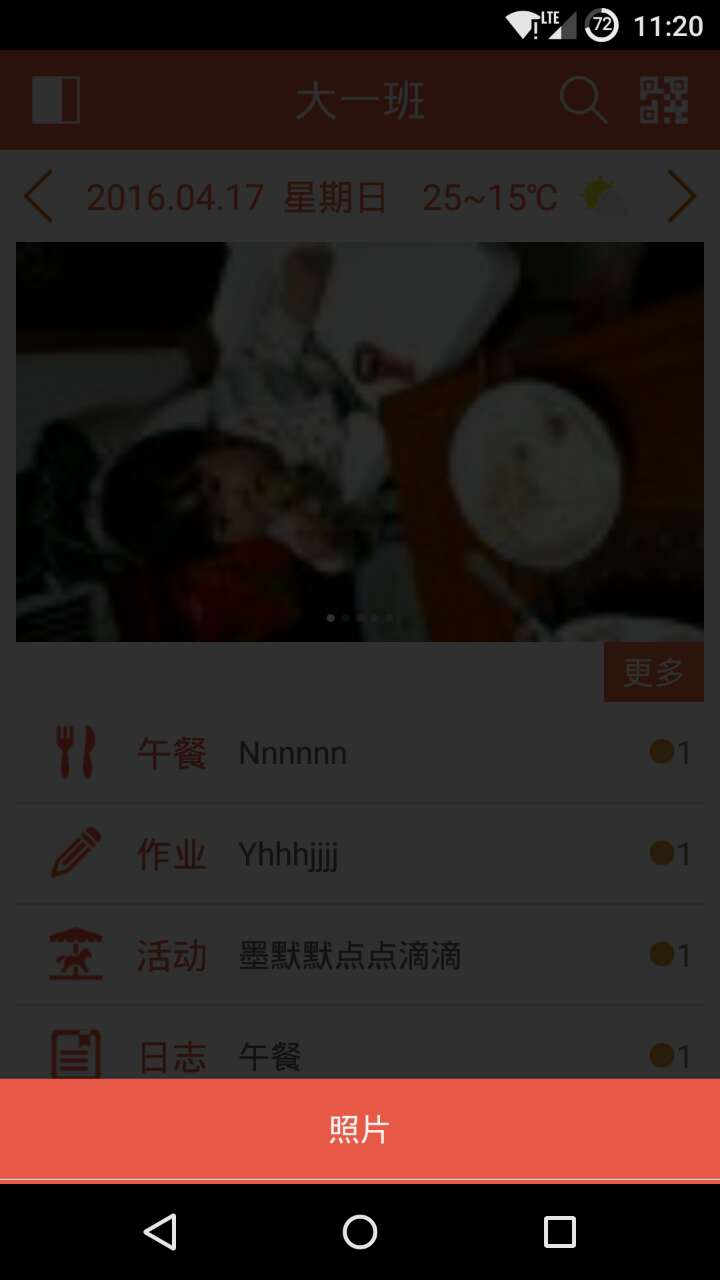 LTE 72 11:20
大一班
2016.04.17 星期日 25~15℃
更多
午餐 Nnnnnn 1
作业 Yhhhjjjj 1
活动 墨默默点点滴滴 1
日志 午餐 1
照片